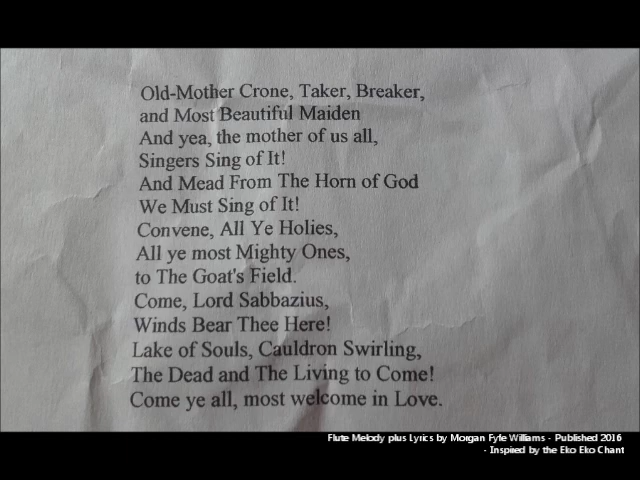 Old-Mother Crone, Taker, Breaker,
and Most Beautiful Maiden
And yea, the mother of us all,
Singers Sing of It!
And Mead From The Horn of God
We Must Sing of It!
Convene, All Ye Holies,
All ye most Mighty Ones,
to The Goat's Field.
Come, Lord Sabbazius,
Winds Bear Thee Here!
Lake of Souls, Cauldron Swirling,
The Dead and The Living to Come!
Come ye all, most welcome in Love.
Flute Melody plus Lyrics by Morgan Fyfe Williams - Published 2016
- Inspired by the Eko Eko Chant